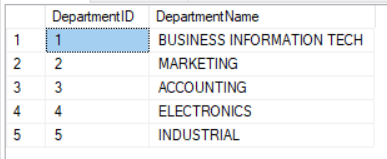 DepartmentID DepartmentName
1 1 BUSINESS INFORMATION TECH
2 2 MARKETING
3 3 ACCOUNTING
4 4 ELECTRONICS
5 5 INDUSTRIAL